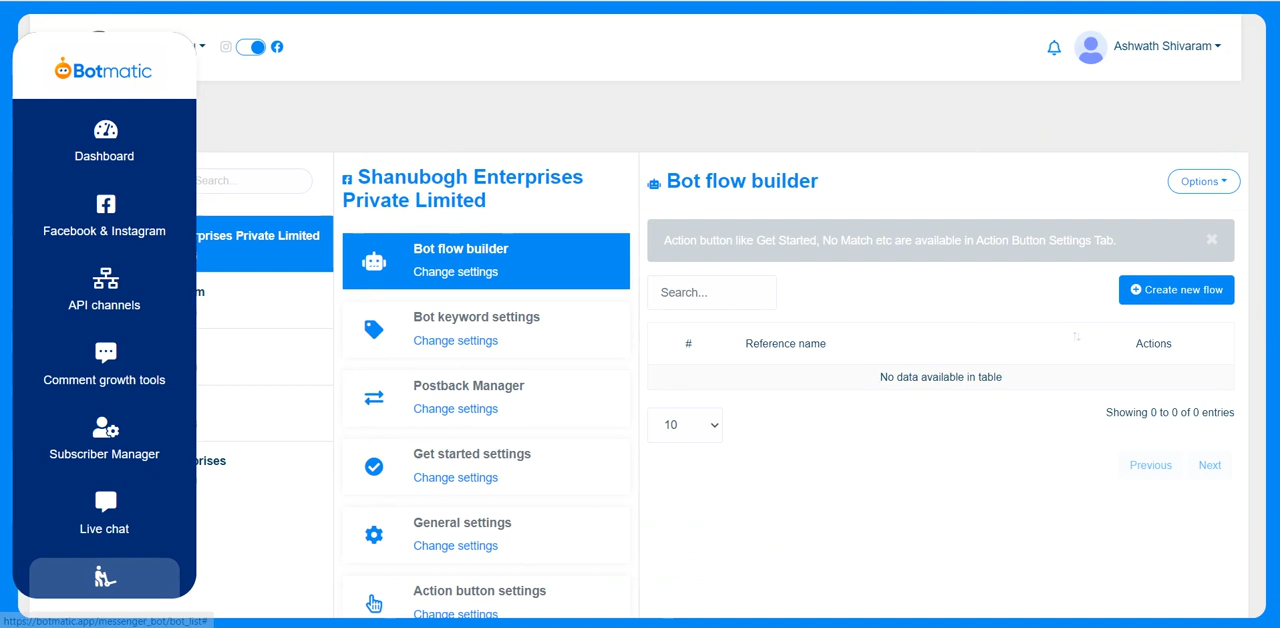 Botmatic
Ashwath Shivaram
Dashboard
Facebook & Instagram
API channels
Comment growth tools
Subscriber Manager
Live chat
Search...
rprises Private Limited
m
prises
Shanubogh Enterprises
Private Limited
Bot flow builder
Change settings
Bot keyword settings
Change settings
Postback Manager
Change settings
Get started settings
Change settings
General settings
Change settings
Action button settings
Change settings
Bot flow builder
Options
Action button like Get Started, No Match etc are available in Action Button Settings Tab.
Search...
Create new flow
# Reference name Actions
No data available in table
10
Showing 0 to 0 of 0 entries
Previous Next
https://botmatic.app/messenger_bot/bot_list#